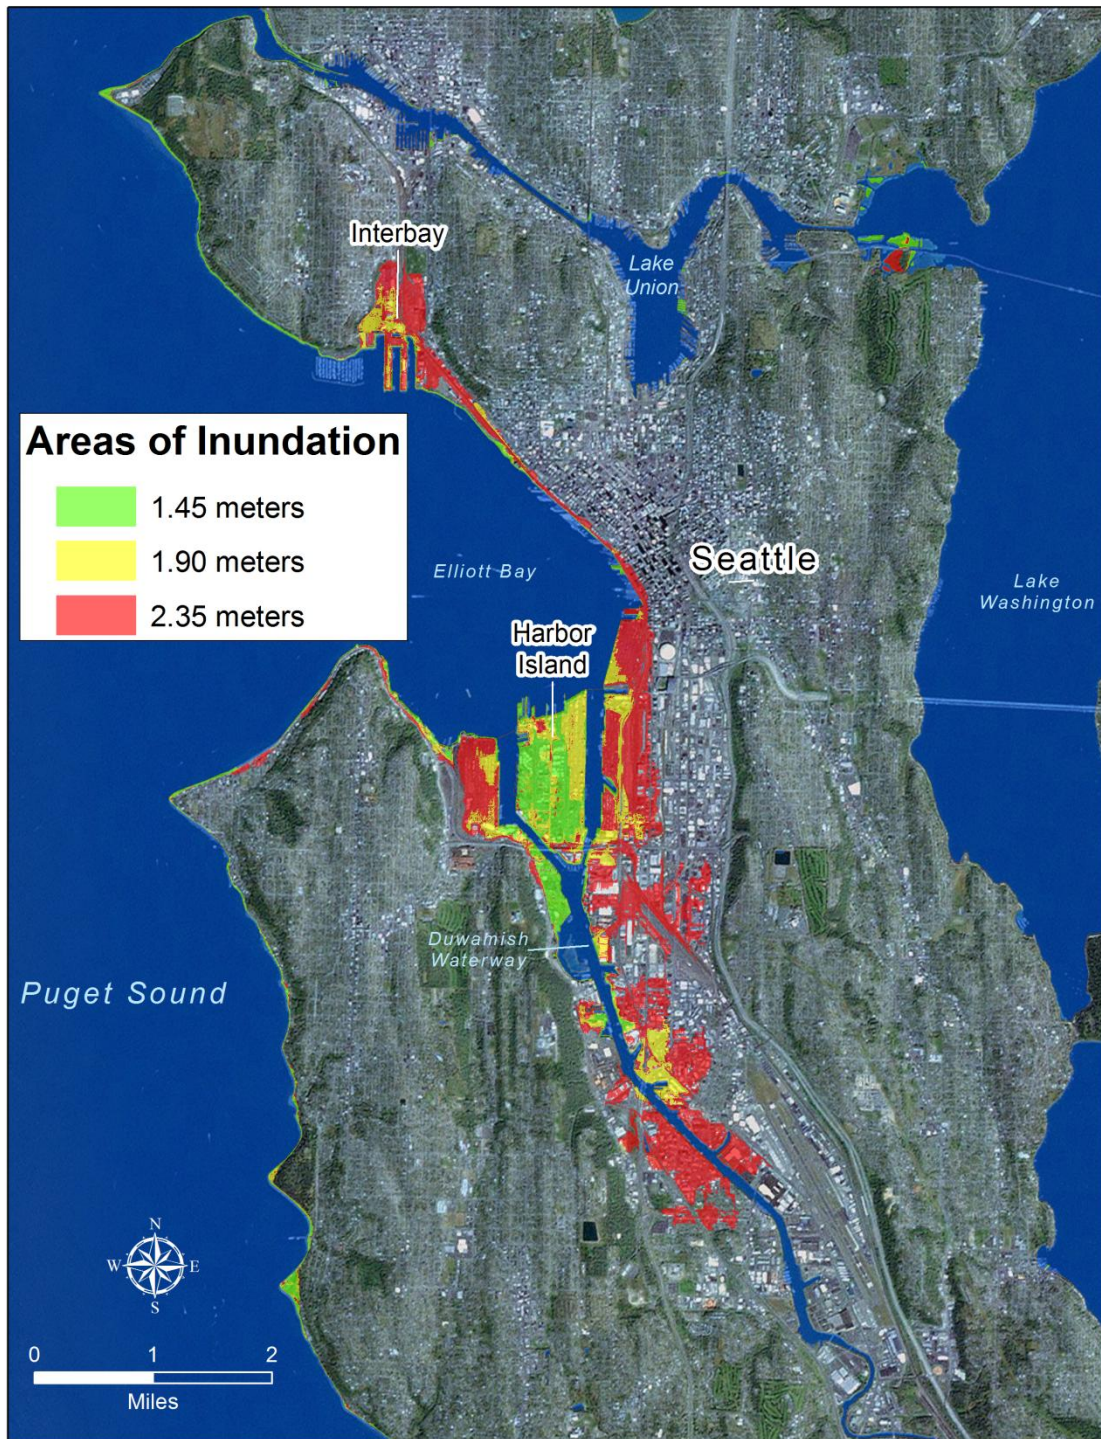 Interbay
Lake
Union
Areas of Inundation
1.45 meters
1.90 meters
2.35 meters
Elliott Bay
Seattle
Lake
Washington
Harbor
Island
Duwamish
Waterway
Puget Sound
N
W E
S
0 1 2
Miles